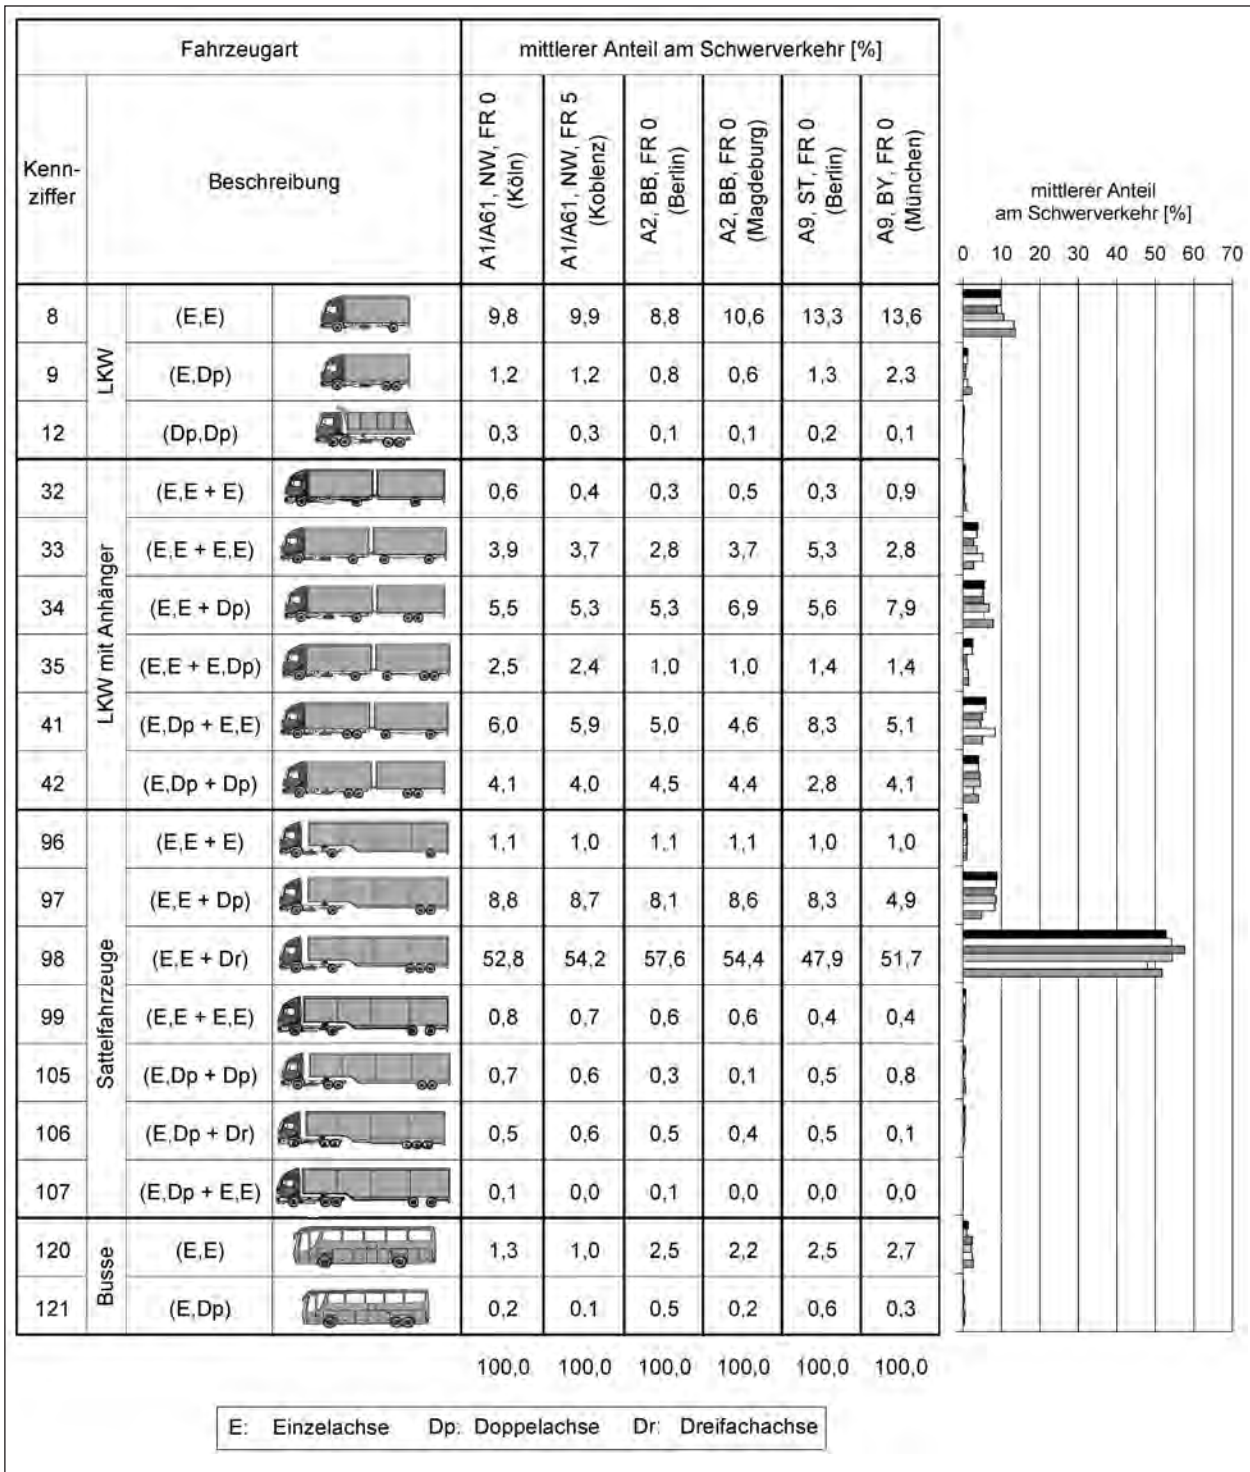 Fahrzeugart mittlerer Anteil am Schwerverkehr [%]
Kenn-
ziffer
Beschreibung
A1/A61, NW, FR 0
(Köln)
A1/A61, NW, FR 5
(Koblenz)
A2, BB, FR 0
(Berlin)
A2, BB, FR 0
(Magdeburg)
A9, ST, FR 0
(Berlin)
A9, BY, FR 0
(München)
mittlerer Anteil
am Schwerverkehr [%]
0 10 20 30 40 50 60 70
LKW
8 (E,E) 9,8 9,9 8,8 10,6 13,3 13,6
9 (E,Dp) 1,2 1,2 0,8 0,6 1,3 2,3
12 (Dp,Dp) 0,3 0,3 0,1 0,1 0,2 0,1
LKW mit Anhänger
32 (E,E + E) 0,6 0,4 0,3 0,5 0,3 0,9
33 (E,E + E,E) 3,9 3,7 2,8 3,7 5,3 2,8
34 (E,E + Dp) 5,5 5,3 5,3 6,9 5,6 7,9
35 (E,E + E,Dp) 2,5 2,4 1,0 1,0 1,4 1,4
41 (E,Dp + E,E) 6,0 5,9 5,0 4,6 8,3 5,1
42 (E,Dp + Dp) 4,1 4,0 4,5 4,4 2,8 4,1
Sattelfahrzeuge
96 (E,E + E) 1,1 1,0 1,1 1,1 1,0 1,0
97 (E,E + Dp) 8,8 8,7 8,1 8,6 8,3 4,9
98 (E,E + Dr) 52,8 54,2 57,6 54,4 47,9 51,7
99 (E,E + E,E) 0,8 0,7 0,6 0,6 0,4 0,4
105 (E,Dp + Dp) 0,7 0,6 0,3 0,1 0,5 0,8
106 (E,Dp + Dr) 0,5 0,6 0,5 0,4 0,5 0,1
107 (E,Dp + E,E) 0,1 0,0 0,1 0,0 0,0 0,0
Busse
120 (E,E) 1,3 1,0 2,5 2,2 2,5 2,7
121 (E,Dp) 0,2 0,1 0,5 0,2 0,6 0,3
100,0 100,0 100,0 100,0 100,0 100,0
E: Einzelachse Dp: Doppelachse Dr: Dreifachachse